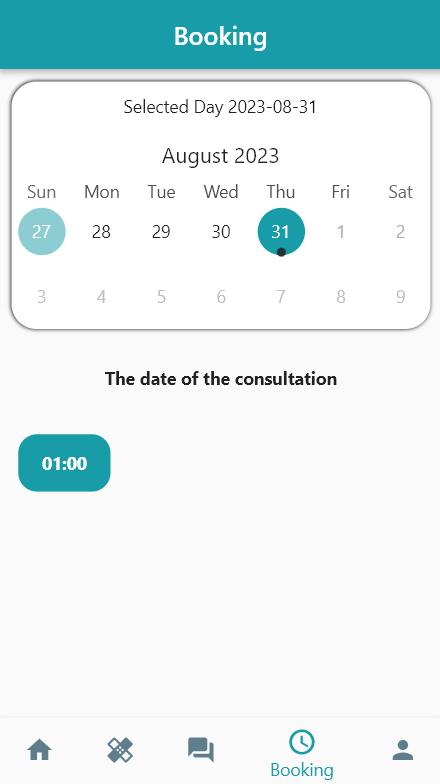 Booking
Selected Day 2023-08-31
August 2023
Sun Mon Tue Wed Thu Fri Sat
27 28 29 30 31 1 2
3 4 5 6 7 8 9
The date of the consultation
01:00
Booking